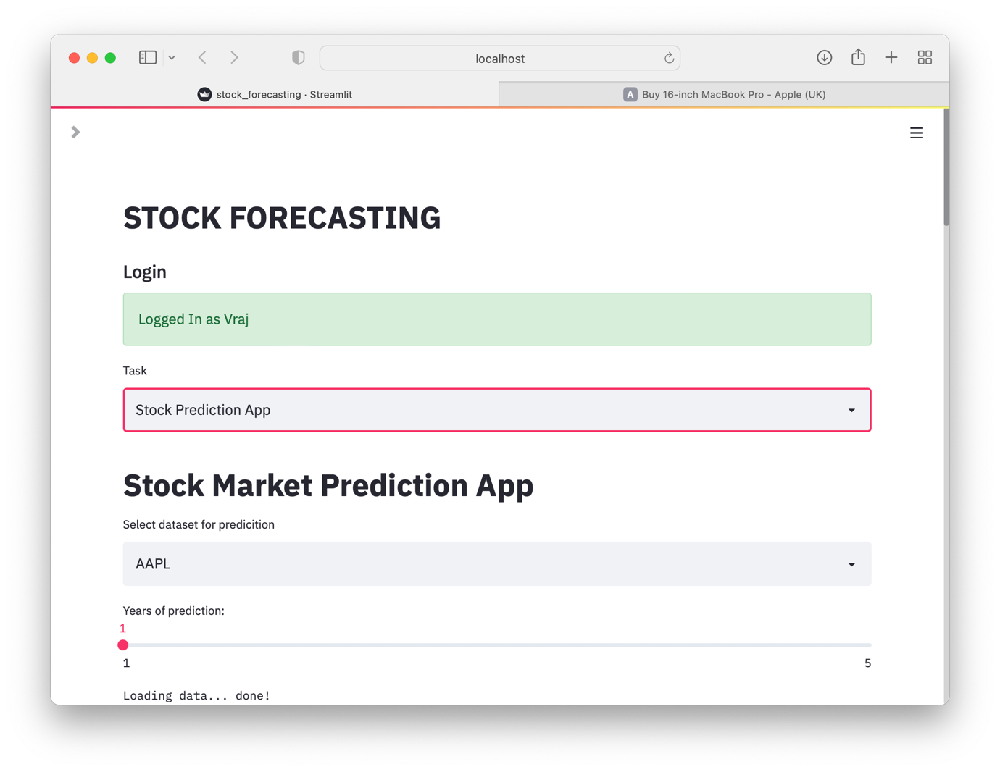 localhost
stock_forecasting · Streamlit
A Buy 16-inch MacBook Pro - Apple (UK)
STOCK FORECASTING
Login
Logged In as Vraj
Task
Stock Prediction App
Stock Market Prediction App
Select dataset for predicition
AAPL
Years of prediction:
1
1 5
Loading data... done!